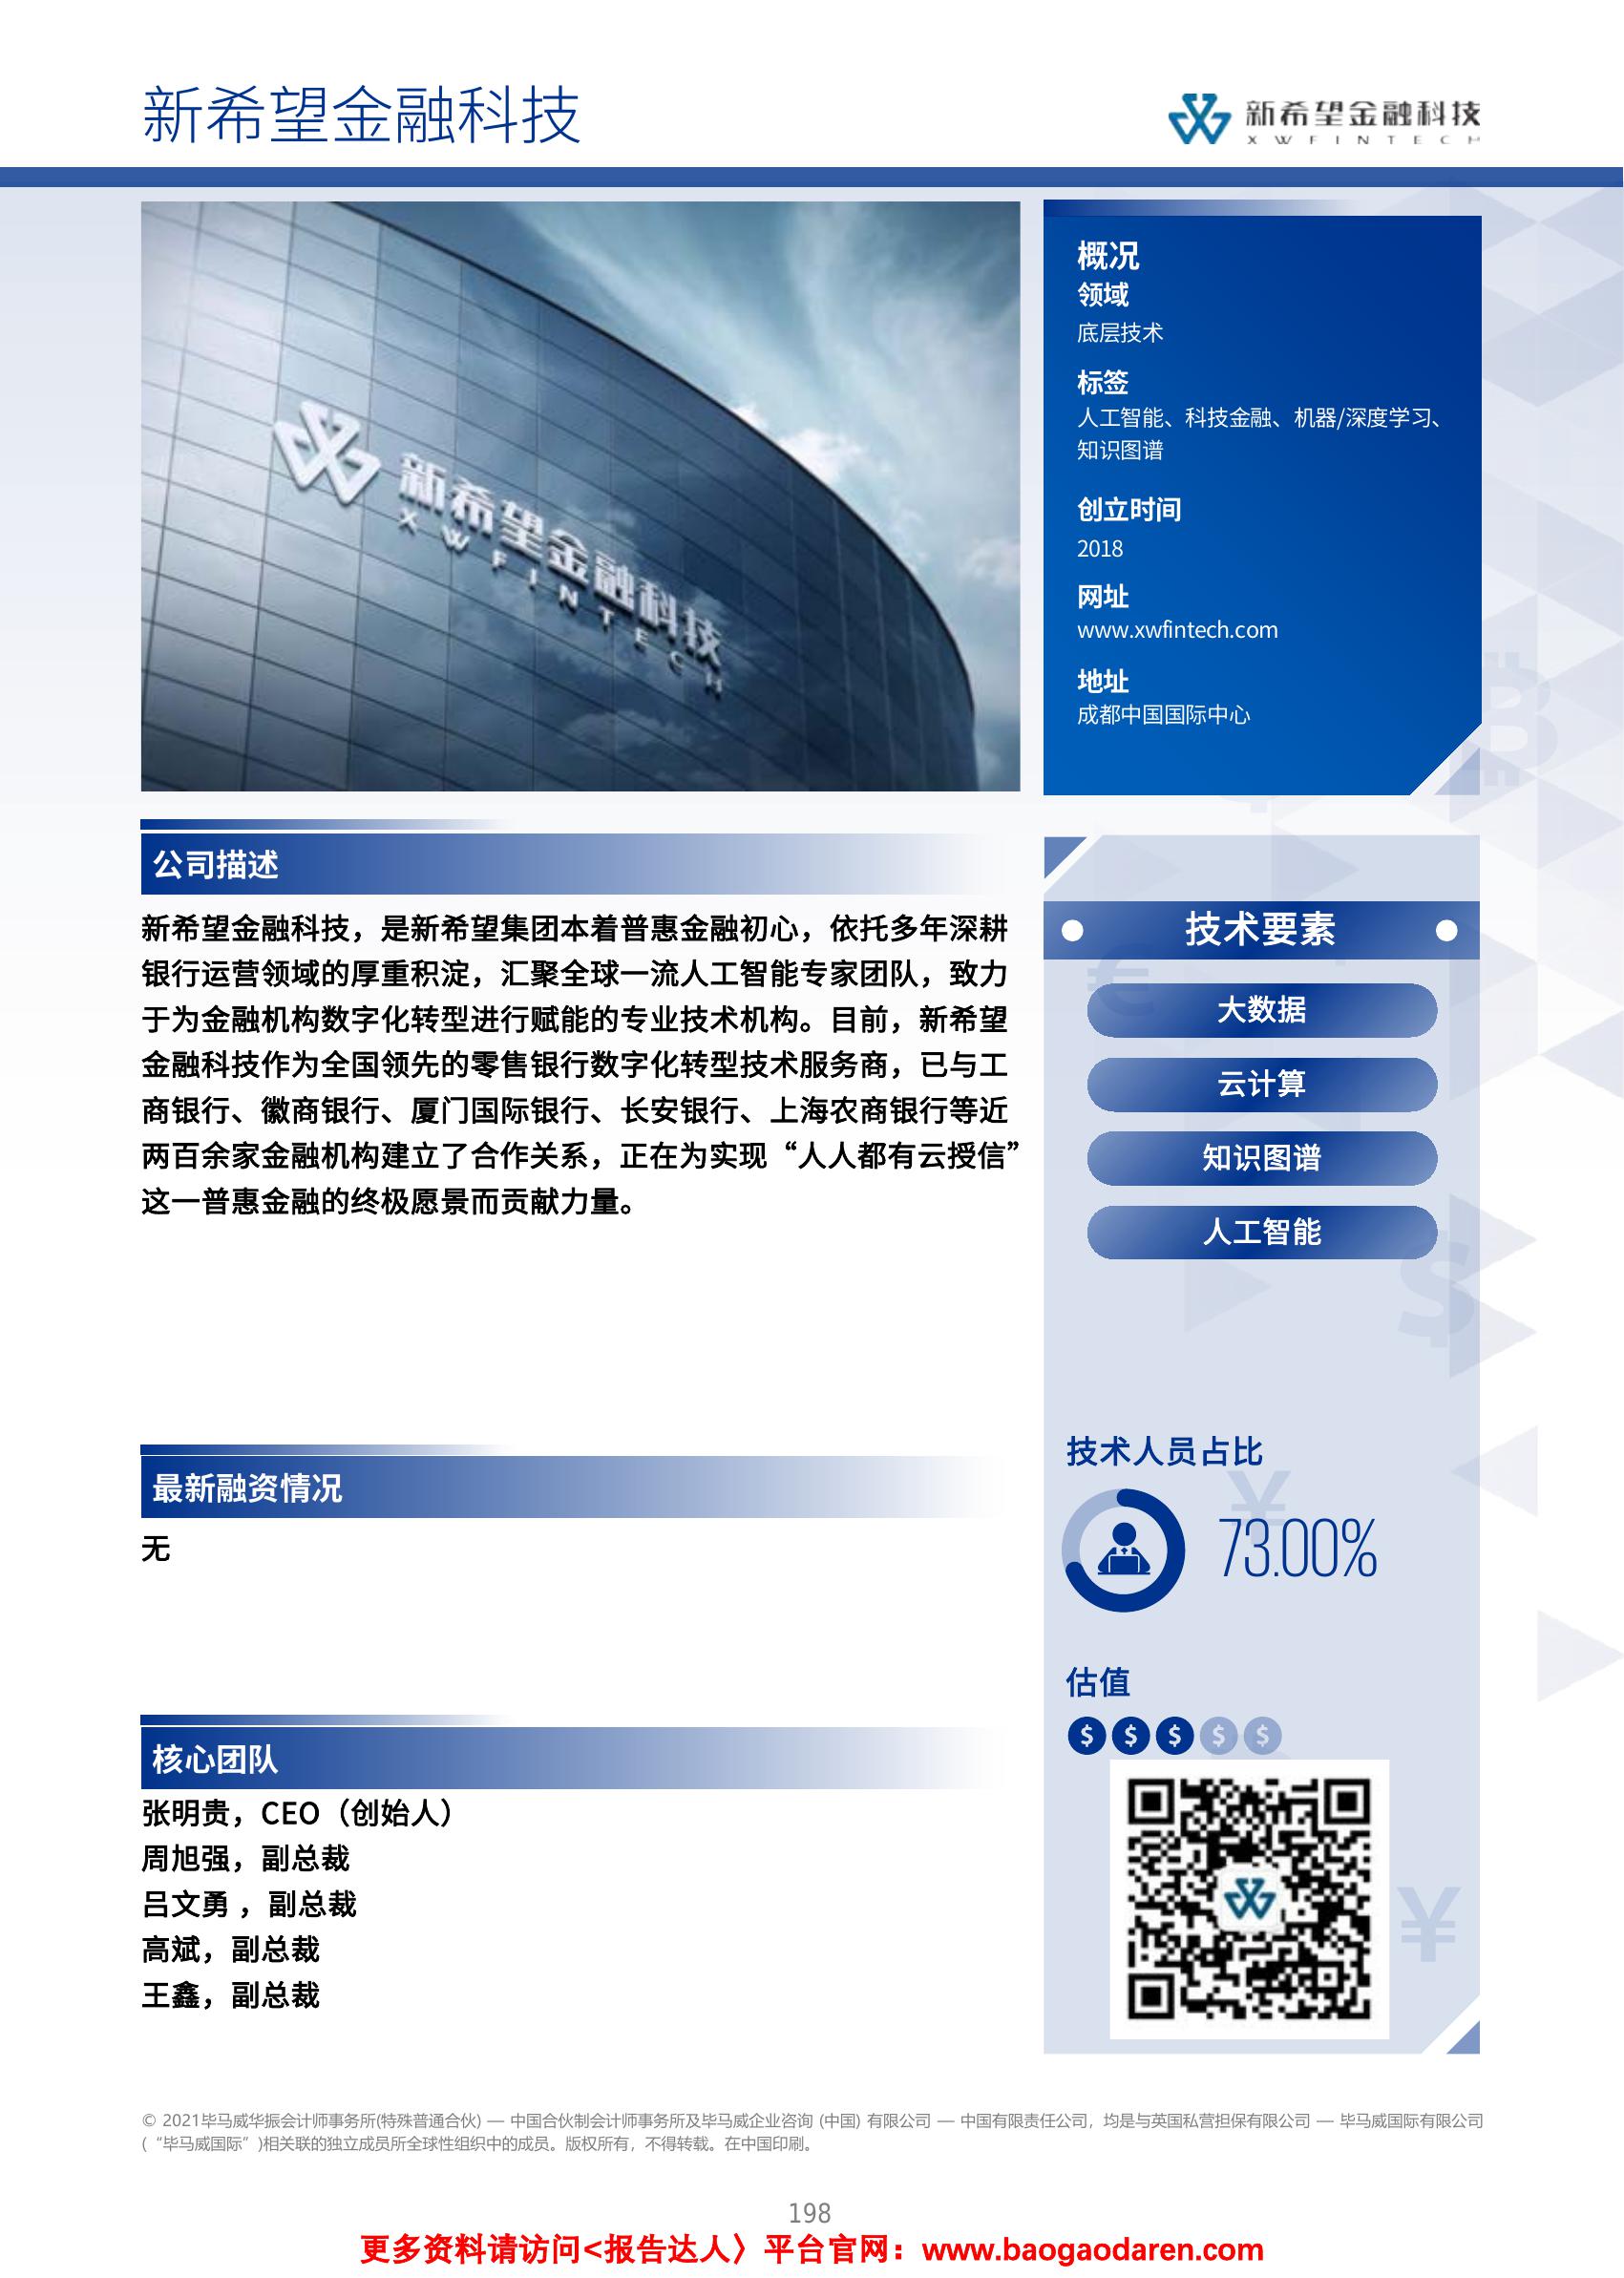 新希望金融科技
新希望金融科技
XWFINTECH
新希望金融科技
XWFINTECH
概况
领域
底层技术
标签
人工智能、科技金融、机器/深度学习、
知识图谱
创立时间
2018
网址
www.xwfintech.com
地址
成都中国国际中心
公司描述
新希望金融科技，是新希望集团本着普惠金融初心，依托多年深耕
银行运营领域的厚重积淀，汇聚全球一流人工智能专家团队，致力
于为金融机构数字化转型进行赋能的专业技术机构。目前，新希望
金融科技作为全国领先的零售银行数字化转型技术服务商，已与工
商银行、徽商银行、厦门国际银行、长安银行、上海农商银行等近
两百余家金融机构建立了合作关系，正在为实现“人人都有云授信”
这一普惠金融的终极愿景而贡献力量。
最新融资情况
无
核心团队
张明贵，CEO（创始人）
周旭强，副总裁
吕文勇 ，副总裁
高斌，副总裁
王鑫，副总裁
技术要素
大数据
云计算
知识图谱
人工智能
技术人员占比
73.00%
估值
$ $ $ $ $
© 2021毕马威华振会计师事务所(特殊普通合伙) — 中国合伙制会计师事务所及毕马威企业咨询 (中国) 有限公司 — 中国有限责任公司，均是与英国私营担保有限公司 — 毕马威国际有限公司
(“毕马威国际”)相关联的独立成员所全球性组织中的成员。版权所有，不得转载。在中国印刷。
198
更多资料请访问<报告达人〉平台官网：www.baogaodaren.com